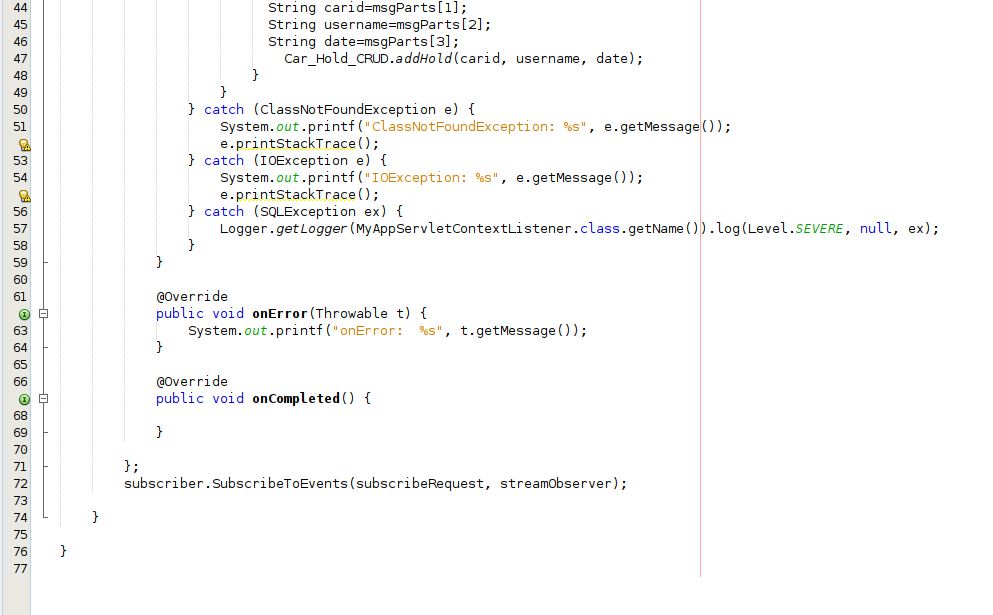 44 String carid=msgParts[1];
45 String username=msgParts[2];
46 String date=msgParts[3];
47 Car_Hold_CRUD.addHold(carid, username, date);
48 }
49 }
50 } catch (ClassNotFoundException e) {
51 System.out.printf("ClassNotFoundException: %s", e.getMessage());
e.printStackTrace();
53 } catch (IOException e) {
54 System.out.printf("IOException: %s", e.getMessage());
e.printStackTrace();
56 } catch (SQLException ex) {
57 Logger.getLogger(MyAppServletContextListener.class.getName()).log(Level.SEVERE, null, ex);
58 }
59 }
60
61 @Override
public void onError(Throwable t) {
63 System.out.printf("onError:  %s", t.getMessage());
64 }
65
66 @Override
public void onCompleted() {
68
69 }
70
71 };
72 subscriber.SubscribeToEvents(subscribeRequest, streamObserver);
73
74 }
75
76 }
77